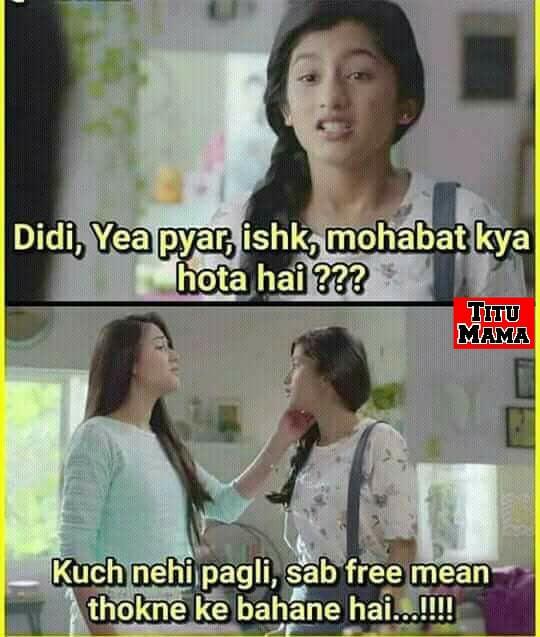 Didi, Yea pyar, ishk, mohabat kya
hota hai ???
TITU
MAMA
Kuch nehi pagli, sab free mean
thokne ke bahane hai...!!!!